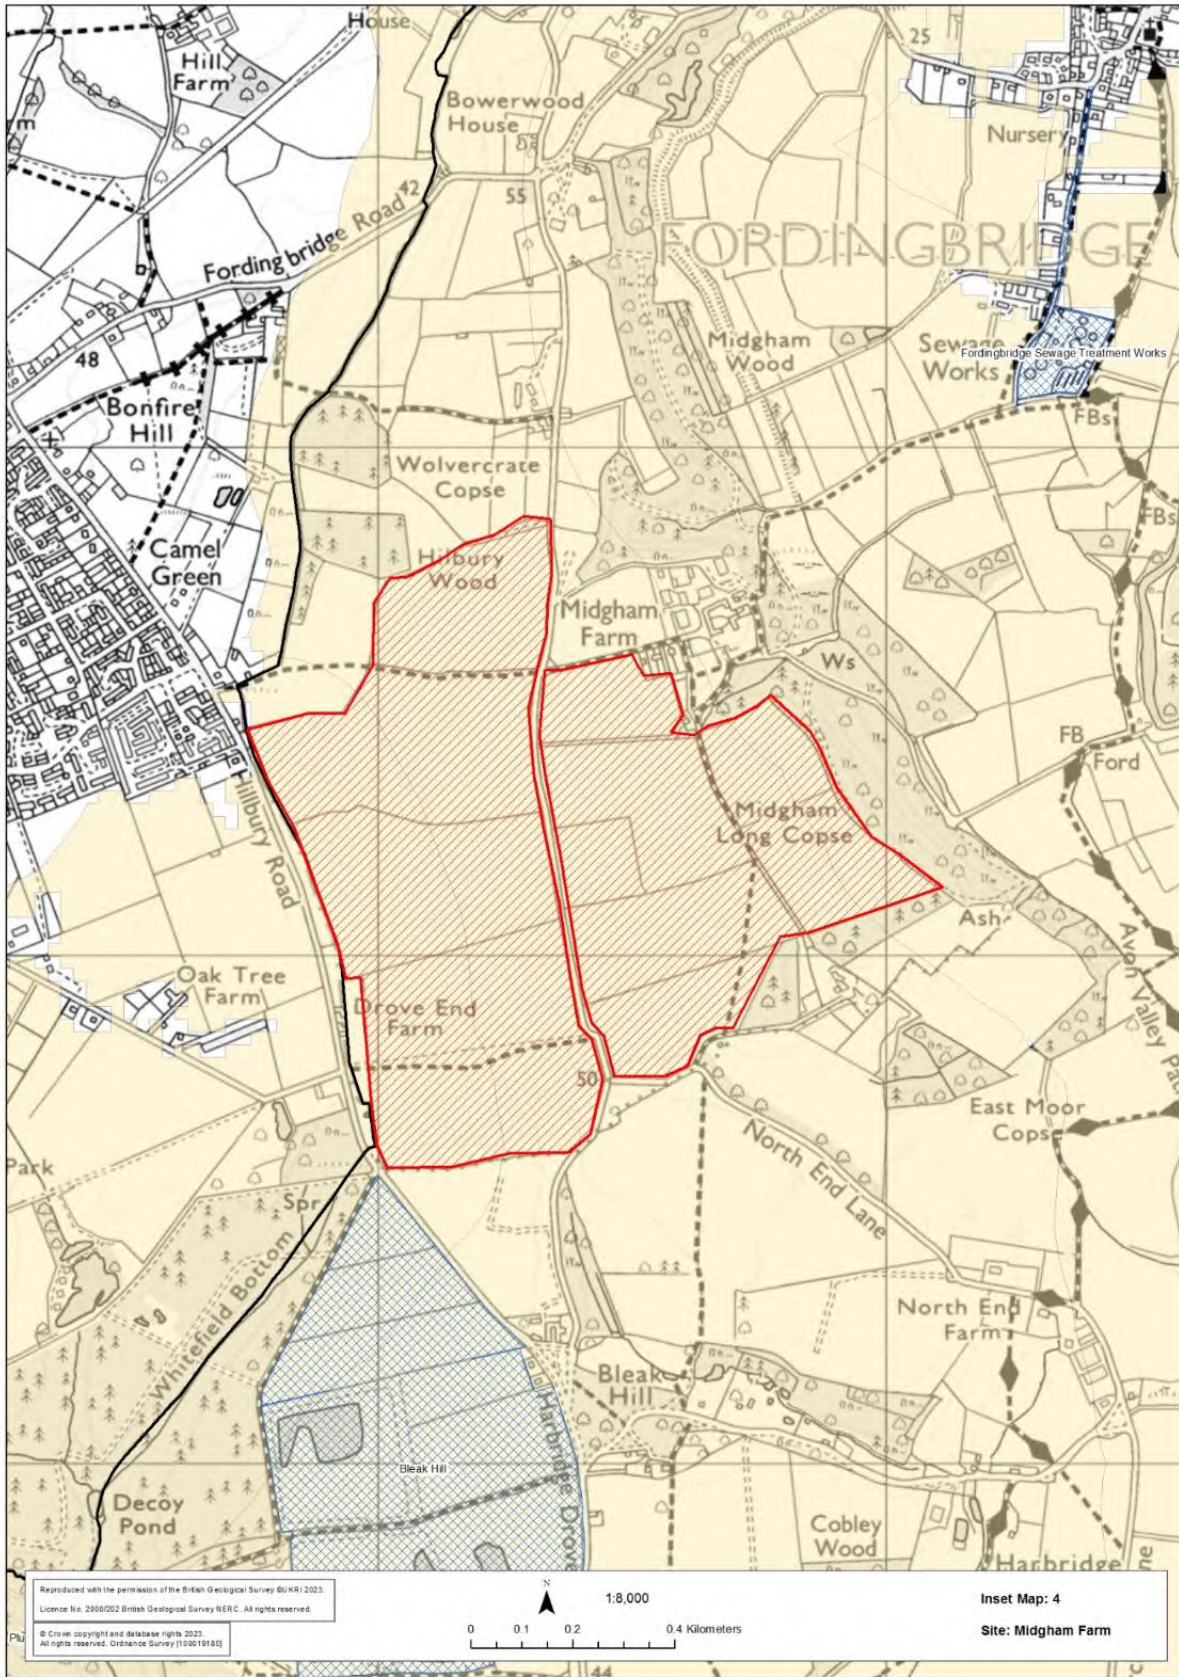 House
Hill
Farm
25
Bowerwood
House
Nursery
42
55
FORDINGBRIDGE
Fordingbridge Road
Midgham
Wood
Sewage
Works
Fordingbridge Sewage Treatment Works
48
Bonfire
Hill
FBs
Wolvercrate
Copse
FBs
Camel
Green
Hilbury
Wood
Midgham
Farm
Ws
FB
Ford
Hillbury Road
Midgham
Long Copse
Ash
Avon Valley Pat
Oak Tree
Farm
Drove End
Farm
50
East Moor
Copse
North End Lane
Park
Spr
Whitefield Bottom
North End
Farm
Bleak
Hill
Harbridge Drove
Bleak Hill
Decoy
Pond
Cobley
Wood
Harbridge
ne
44
Reproduced with the permission of the British Geological Survey ©UKRI 2023.
Licence No. 2008/202 British Geological Survey NERC. All rights reserved.
© Crown copyright and database rights 2023.
All rights reserved. Ordnance Survey [100019180]
N
1:8,000
0 0.1 0.2 0.4 Kilometers
Inset Map: 4
Site: Midgham Farm